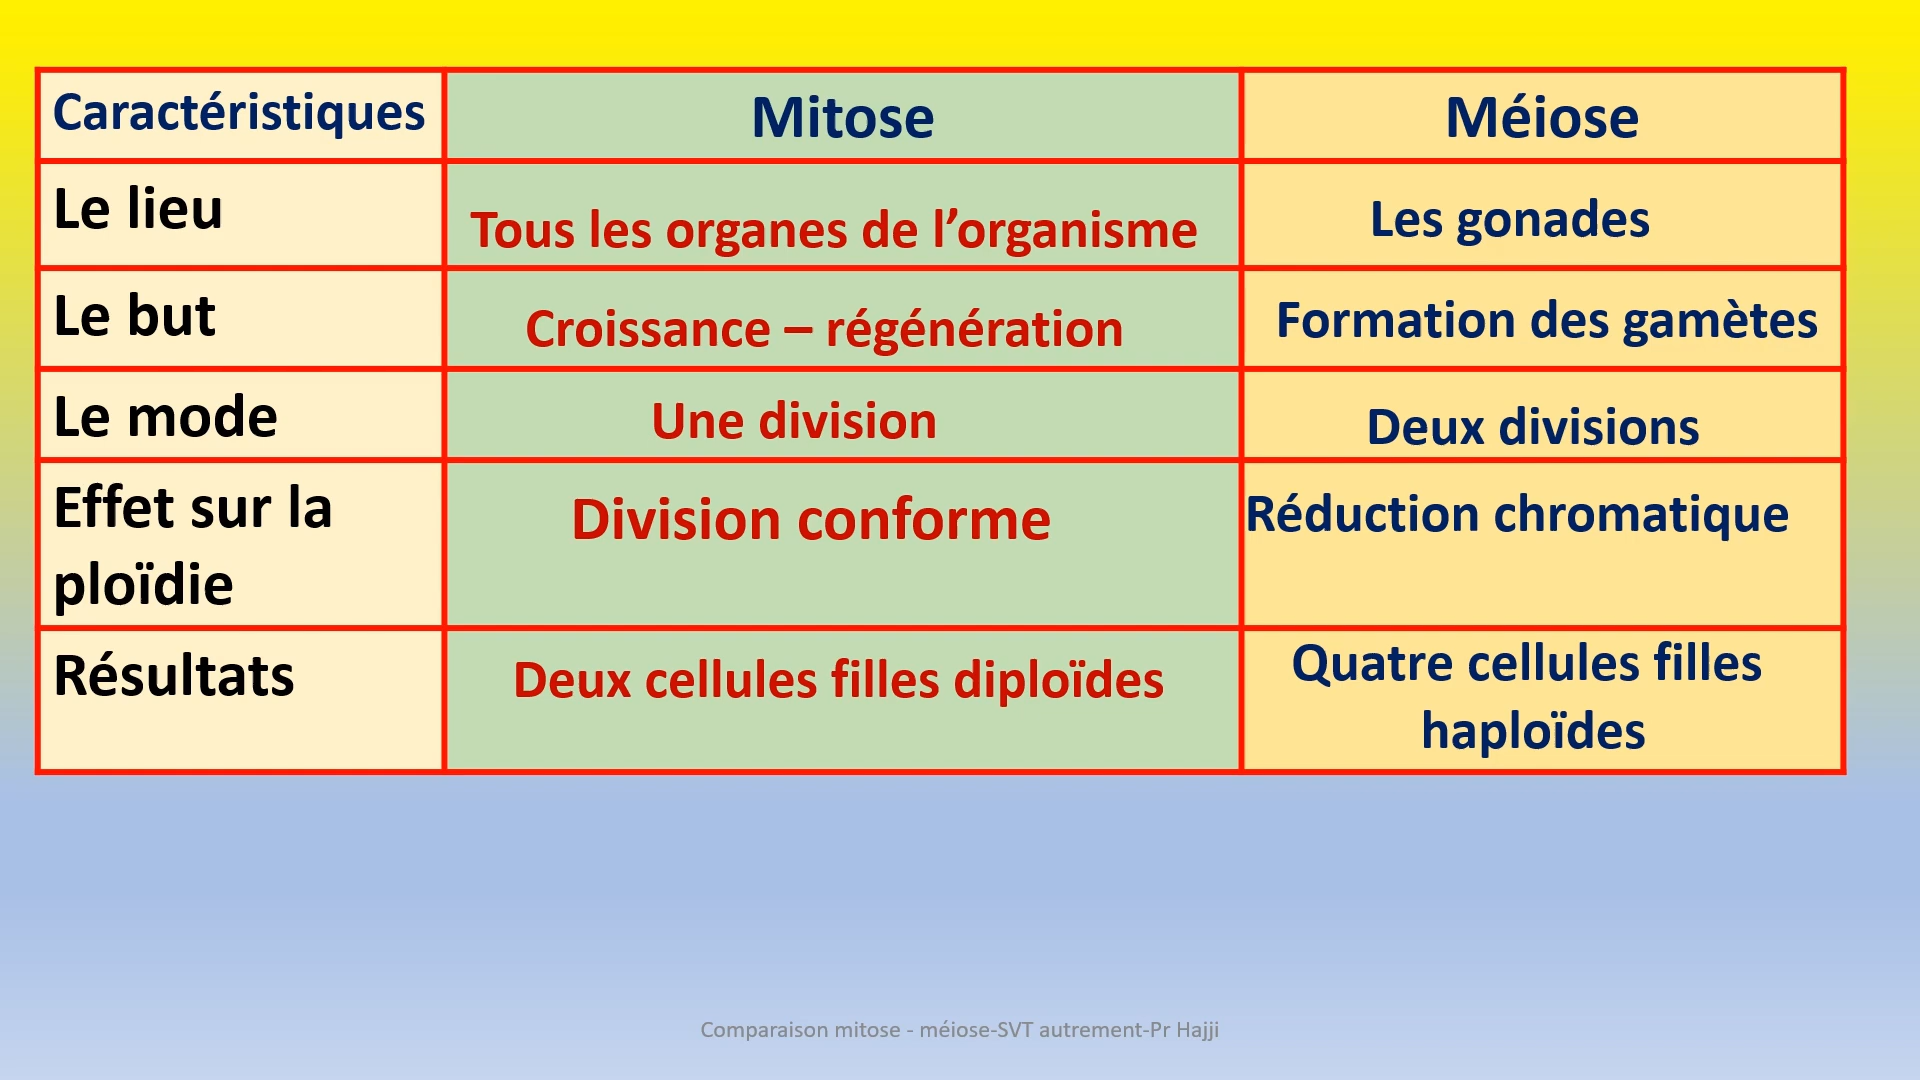 Caractéristiques Mitose Méiose
Le lieu Tous les organes de l’organisme Les gonades
Le but Croissance – régénération Formation des gamètes
Le mode Une division Deux divisions
Effet sur la Division conforme Réduction chromatique
ploïdie
Résultats Deux cellules filles diploïdes Quatre cellules filles
haploïdes
Comparaison mitose - méiose-SVT autrement-Pr Hajji